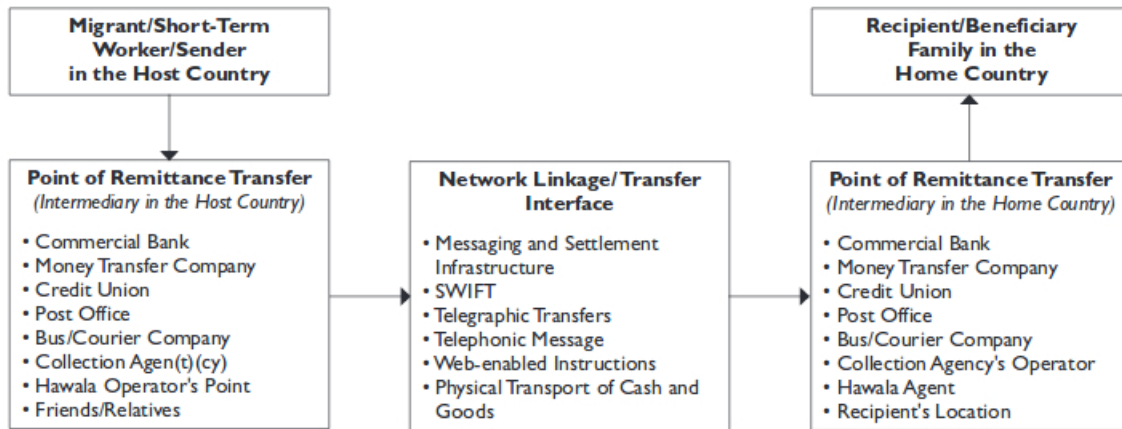 Migrant/Short-Term
Worker/Sender
in the Host Country
Recipient/Beneficiary
Family in the
Home Country
Point of Remittance Transfer
(Intermediary in the Host Country)
• Commercial Bank
• Money Transfer Company
• Credit Union
• Post Office
• Bus/Courier Company
• Collection Agen(t)(cy)
• Hawala Operator's Point
• Friends/Relatives
Network Linkage/Transfer
Interface
• Messaging and Settlement
Infrastructure
• SWIFT
• Telegraphic Transfers
• Telephonic Message
• Web-enabled Instructions
• Physical Transport of Cash and
Goods
Point of Remittance Transfer
(Intermediary in the Home Country)
• Commercial Bank
• Money Transfer Company
• Credit Union
• Post Office
• Bus/Courier Company
• Collection Agency's Operator
• Hawala Agent
• Recipient's Location